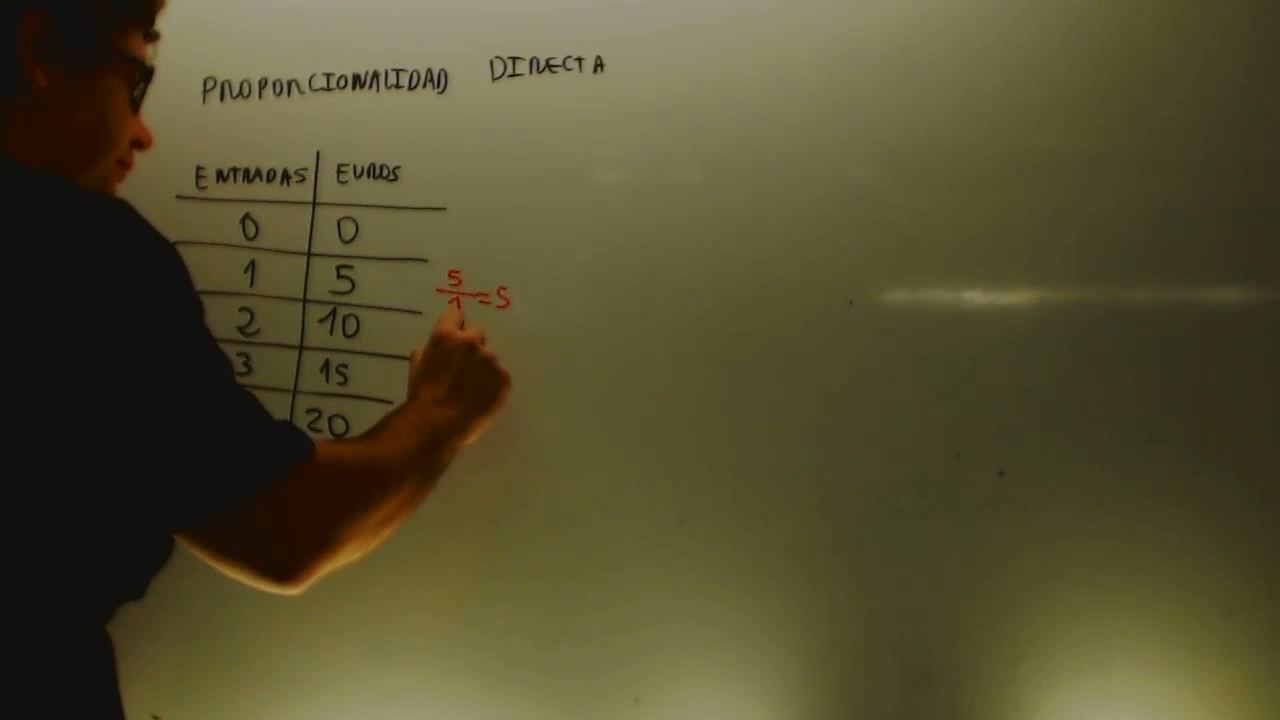 PROPORCIONALIDAD DIRECTA
ENTRADAS EUROS
0 0
1 5
5/1 = 5
2 10
3 15
20